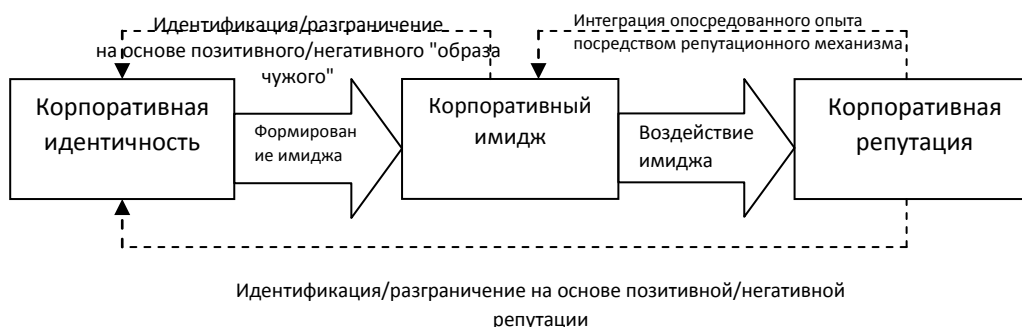 Идентификация/разграничение
на основе позитивного/негативного "образа
чужого"
Интеграция опосредованного опыта
посредством репутационного механизма
Корпоративная
идентичность
Формирован
ие имиджа
Корпоративный
имидж
Воздействие
имиджа
Корпоративная
репутация
Идентификация/разграничение на основе позитивной/негативной
репутации